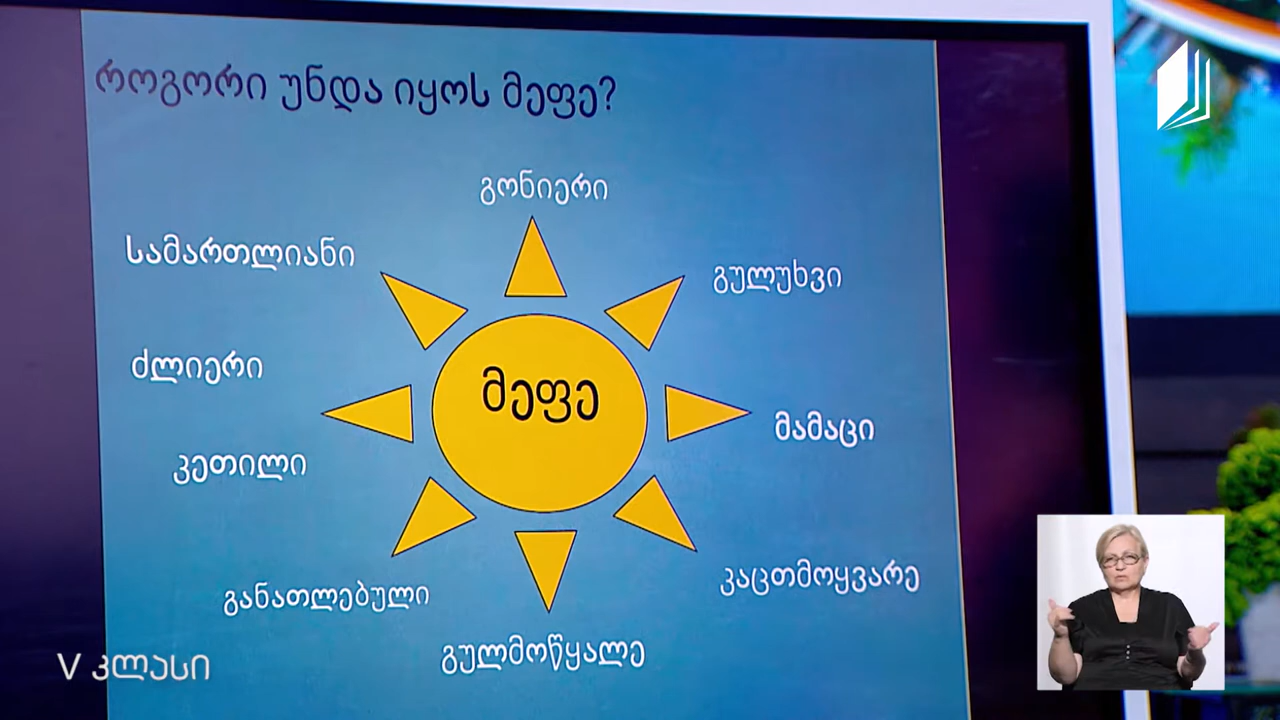 როგორი უნდა იყოს მეფე?
გონიერი
სამართლიანი
გულუხვი
ძლიერი
მეფე
მამაცი
კეთილი
კაცთმოყვარე
განათლებული
გულმოწყალე
V კლასი